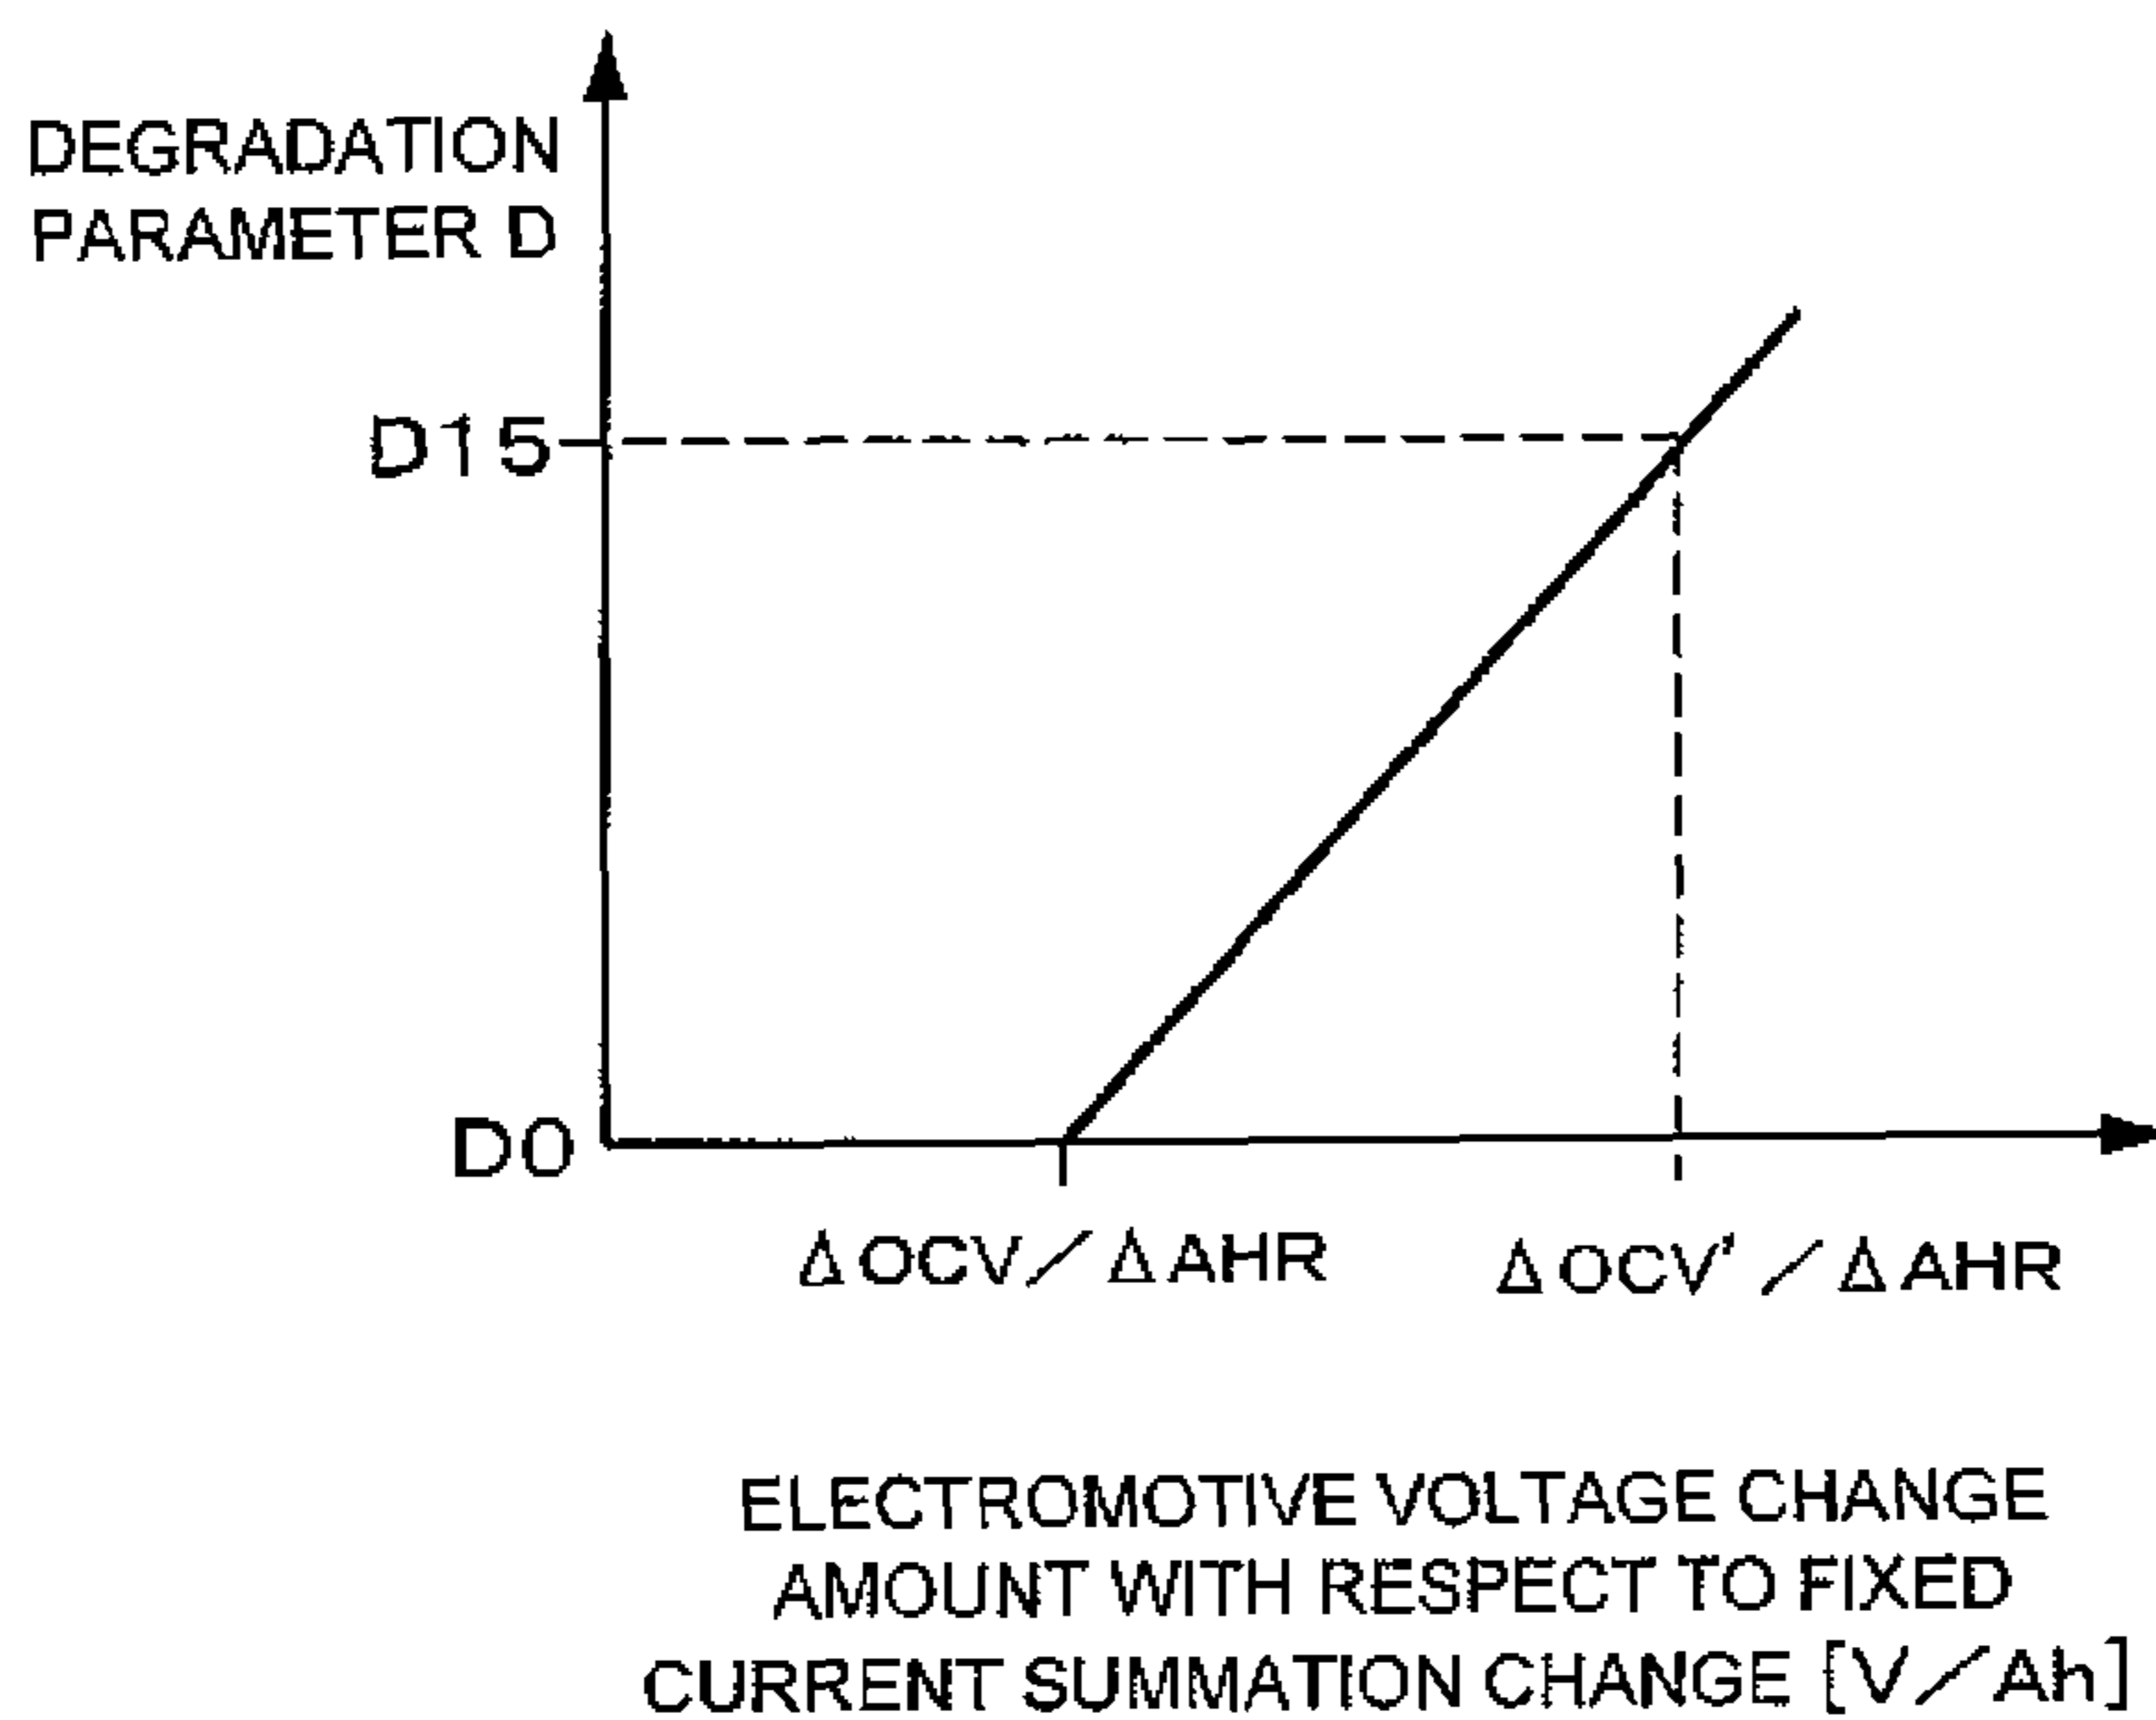 DEGRADATION
PARAMETER D
D15
D0
ΔOCV/ΔAHR
ΔOCV'/ΔAHR
ELECTROMOTIVE VOLTAGE CHANGE
AMOUNT WITH RESPECT TO FIXED
CURRENT SUMMATION CHANGE [V/Ah]